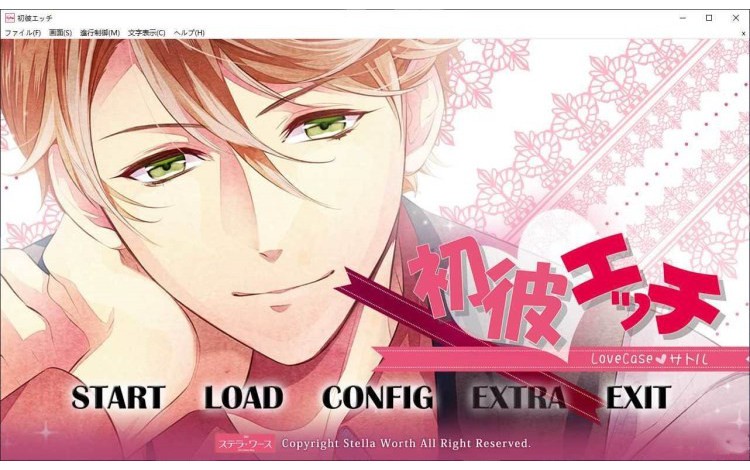 初彼エッチ
ファイル(F) 画面(S) 進行制御(M) 文字表示(C) ヘルプ(H)
初彼エッチ
LoveCase♥サトル
START LOAD CONFIG EXTRA EXIT
ステラ・ワース Copyright Stella Worth All Right Reserved.